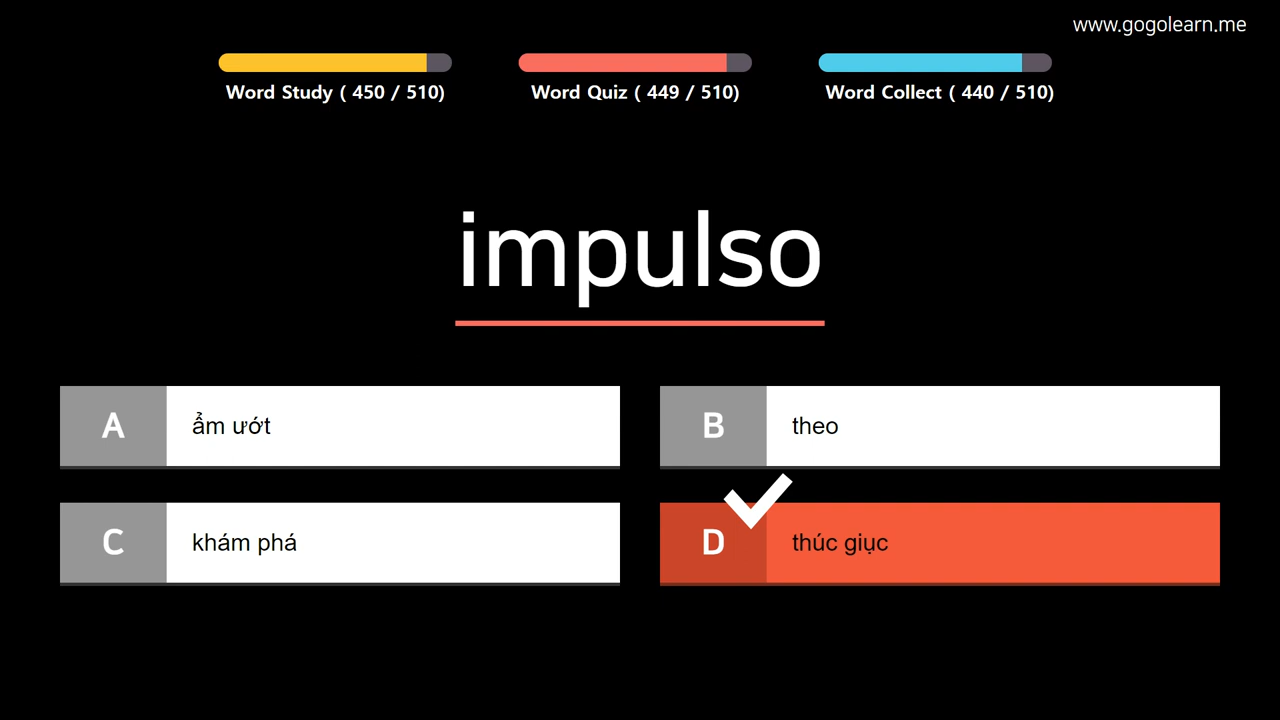 www.gogolearn.me
Word Study ( 450 / 510)
Word Quiz ( 449 / 510)
Word Collect ( 440 / 510)
impulso
A ẩm ướt
B theo
C khám phá
D thúc giục